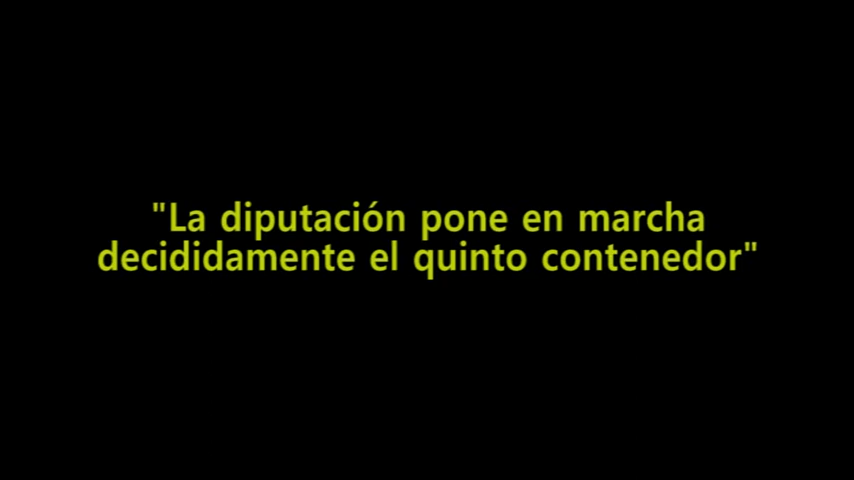 "La diputación pone en marcha
decididamente el quinto contenedor"